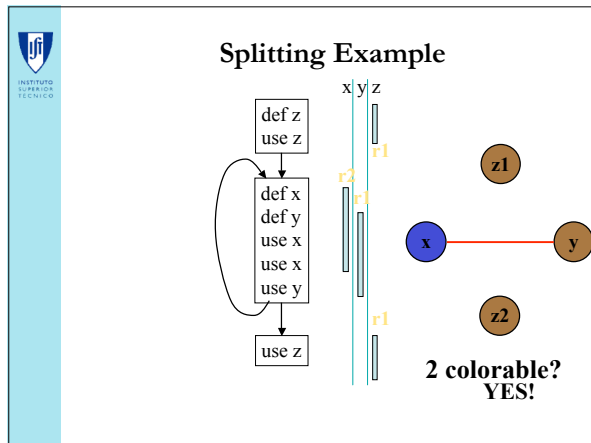 INSTITUTO
SUPERIOR
TÉCNICO
Splitting Example
x y z
def z
use z
r1
r2
def x
def y
use x
use x
use y
r1
r1
use z
z1
x
y
z2
2 colorable?
YES!